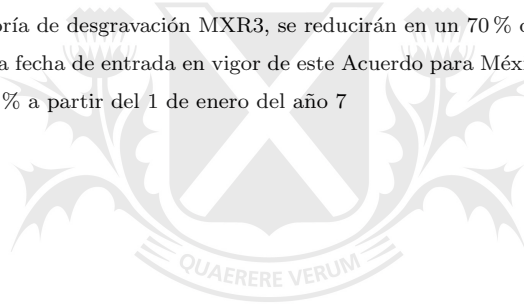 oría de desgravación MXR3, se reducirán en un 70 % d
a fecha de entrada en vigor de este Acuerdo para Méx
% a partir del 1 de enero del año 7
QUAERERE VERUM